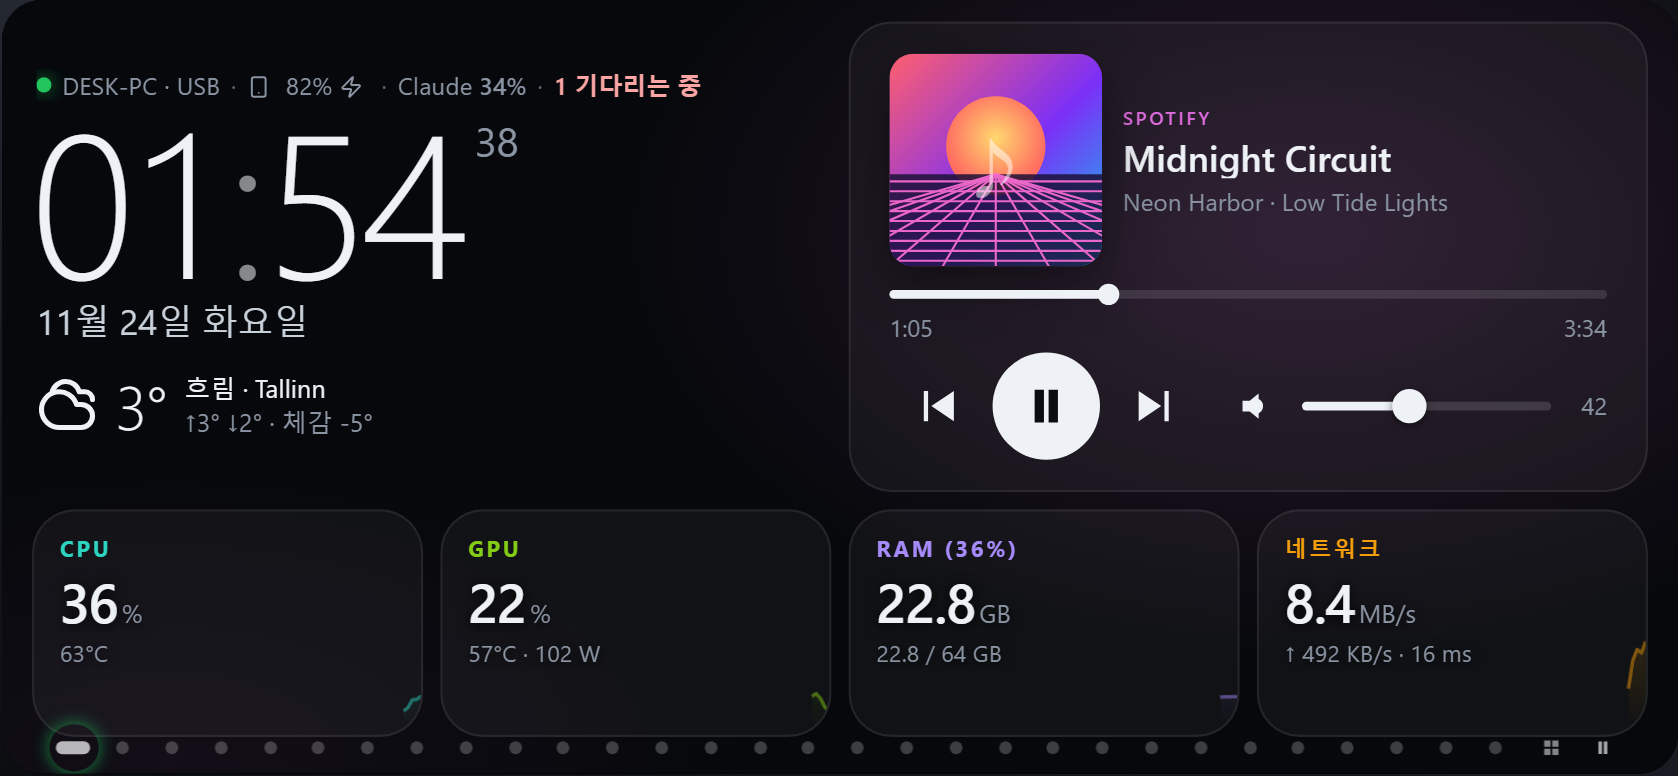 DESK-PC · USB · 82% · Claude 34% · 1 기다리는 중
01:54 38
11월 24일 화요일
3° 흐림 · Tallinn
↑3° ↓2° · 체감 -5°
SPOTIFY
Midnight Circuit
Neon Harbor · Low Tide Lights
1:05 3:34
42
CPU
36%
63°C
GPU
22%
57°C · 102 W
RAM (36%)
22.8GB
22.8 / 64 GB
네트워크
8.4MB/s
↑ 492 KB/s · 16 ms